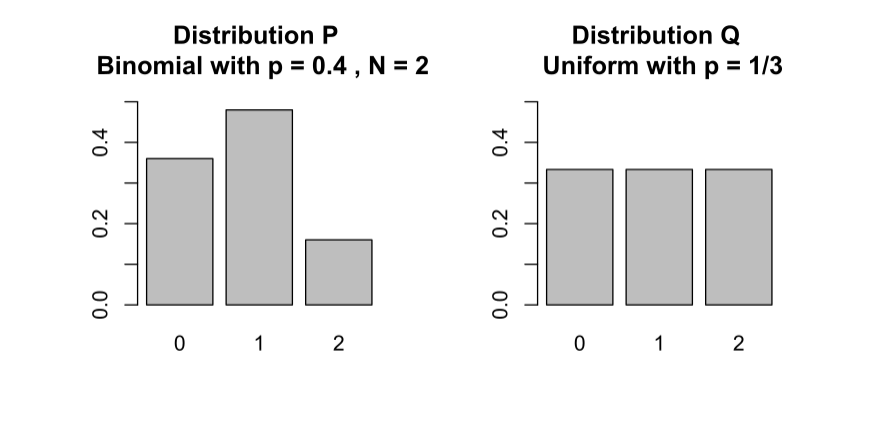 Distribution P
Binomial with p = 0.4 , N = 2
0.4
0.2
0.0
0 1 2
Distribution Q
Uniform with p = 1/3
0.4
0.2
0.0
0 1 2